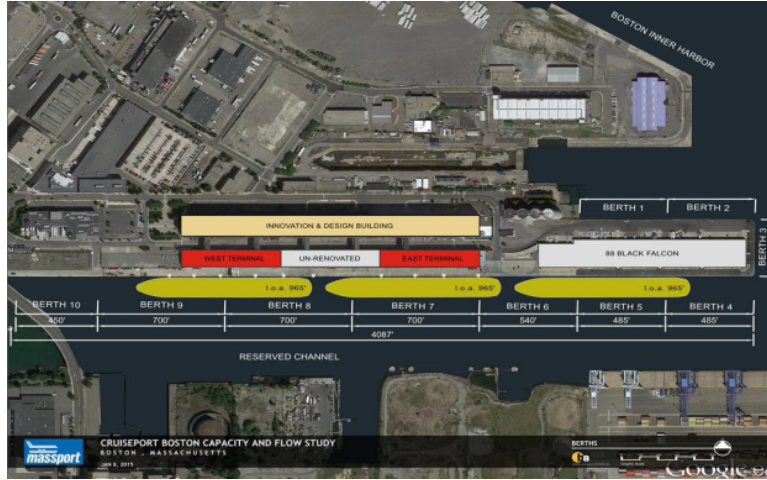 BOSTON INNER HARBOR
BERTH 1
BERTH 2
BERTH 3
INNOVATION & DESIGN BUILDING
WEST TERMINAL
UN-RENOVATED
EAST TERMINAL
88 BLACK FALCON
l.o.a. 965'
l.o.a. 965'
l.o.a. 965'
BERTH 10
BERTH 9
BERTH 8
BERTH 7
BERTH 6
BERTH 5
BERTH 4
450'
700'
700'
700'
540'
485'
485'
4087'
RESERVED CHANNEL
massport
CRUISEPORT BOSTON CAPACITY AND FLOW STUDY
BOSTON , MASSACHUSETTS
JAN 8, 2015
BERTHS
Google